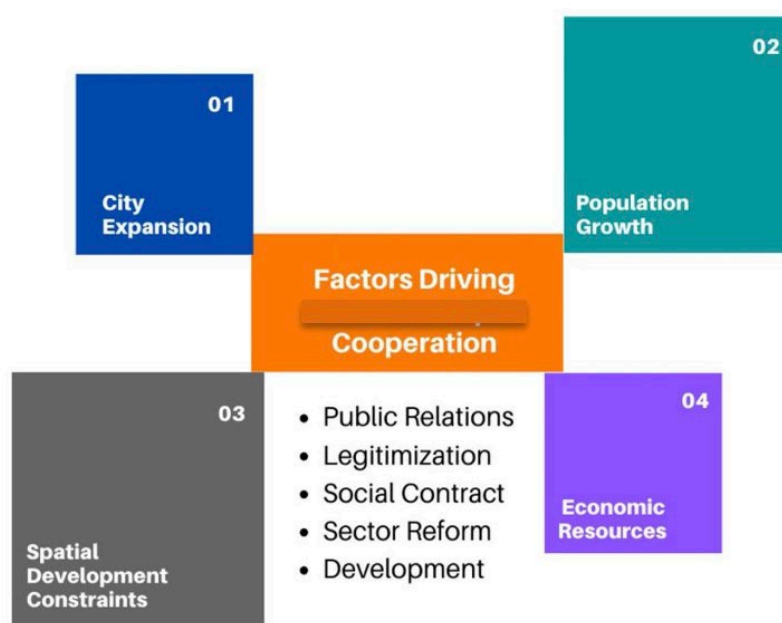 01
City
Expansion
02
Population
Growth
Factors Driving
Cooperation
03
Spatial
Development
Constraints
• Public Relations
• Legitimization
• Social Contract
• Sector Reform
• Development
04
Economic
Resources